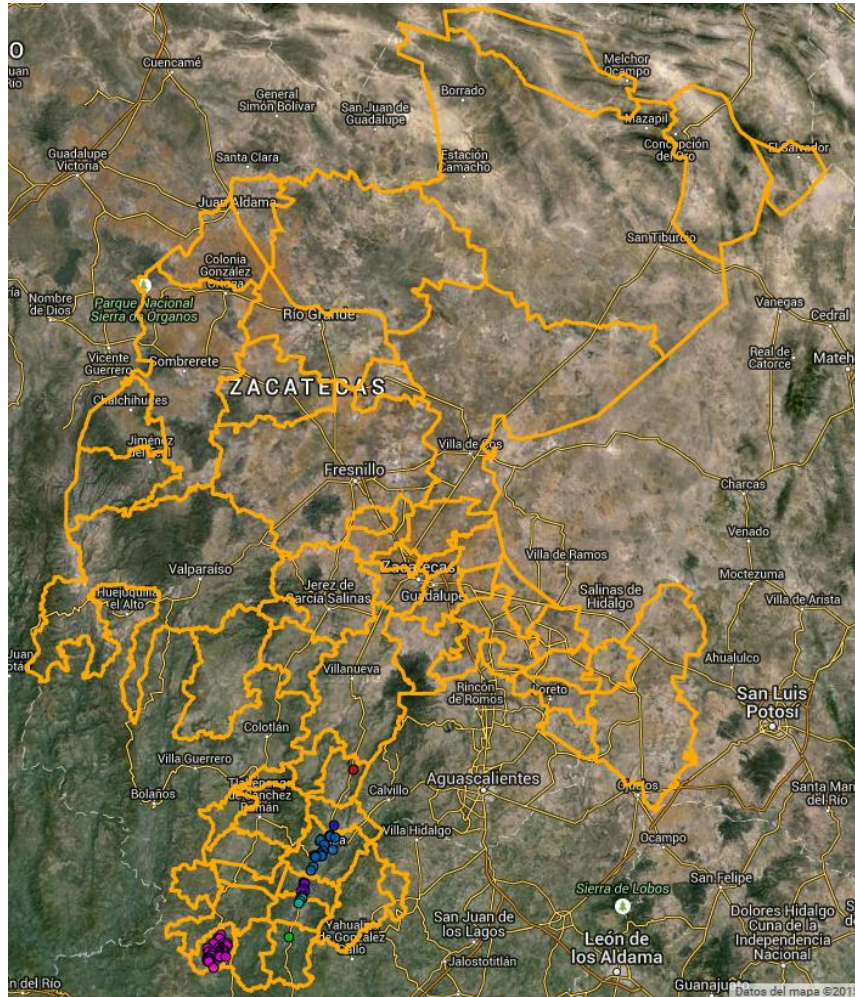 O
Cuencamé
Melchor
Ocampo
General
Simón Bolívar
San Juan de
Guadalupe
Borrado
Mazapil
Concepción
del Oro
El Salvador
Guadalupe
Victoria
Santa Clara
Estación
Camacho
Juan Aldama
San Tiburcio
Colonia
González
Ortega
Nombre
de Dios
Parque Nacional
Sierra de Órganos
Río Grande
Vanegas
Cedral
Vicente
Guerrero
Sombrerete
Real de
Catorce
Mateh
ZACATECAS
Chalchihuites
Jiménez
del Teul
Villa de Cos
Fresnillo
Charcas
Venado
Valparaíso
Zacatecas
Villa de Ramos
Moctezuma
Huejuquilla
el Alto
Jerez de
García Salinas
Guadalupe
Salinas de
Hidalgo
Villa de Arista
Juan
Villanueva
Ahualulco
Rincón
de Romos
Loreto
San Luis
Potosí
Colotlán
Villa Guerrero
Bolaños
Tlaltenango
de Sánchez
Román
Calvillo
Aguascalientes
Ojuelos
Santa Marí
del Río
Villa Hidalgo
Ocampo
San Felipe
Sierra de Lobos
Yahualica
de González
Gallo
San Juan de
los Lagos
León de
los Aldama
Dolores Hidalgo
Cuna de la
Independencia
Nacional
Jalostotitlán
n del Río
Guanajuato
Datos del mapa ©201